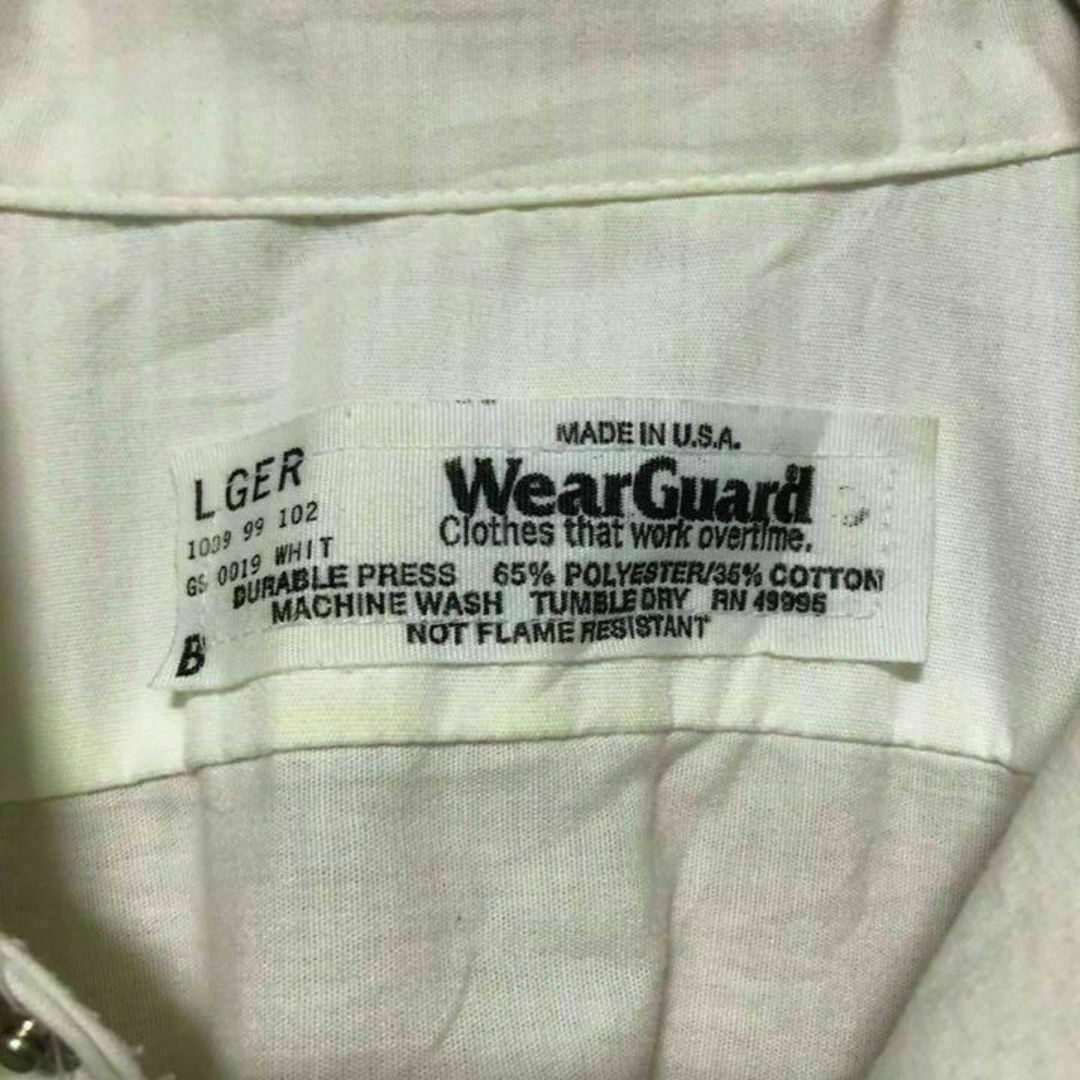 MADE IN U.S.A.
LGER
1009 99 102
GS 0019 WHIT
B
WearGuard®
Clothes that work overtime.
DURABLE PRESS 65% POLYESTER/35% COTTON
MACHINE WASH TUMBLE DRY RN 49995
NOT FLAME RESISTANT